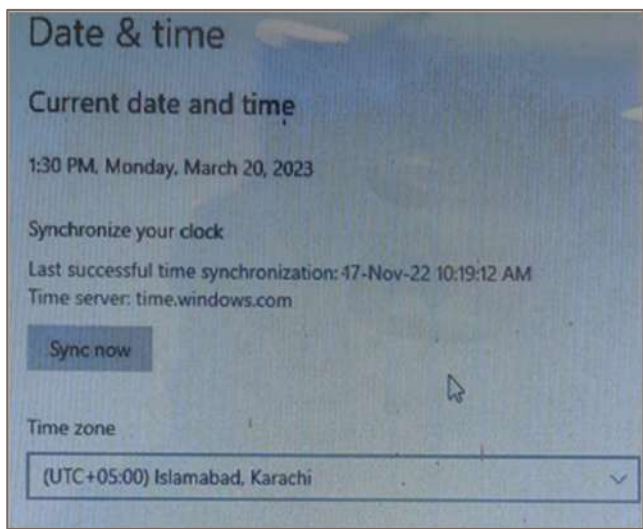 Date & time
Current date and time
1:30 PM, Monday, March 20, 2023
Synchronize your clock
Last successful time synchronization: 17-Nov-22 10:19:12 AM
Time server: time.windows.com
Sync now
Time zone
(UTC+05:00) Islamabad, Karachi